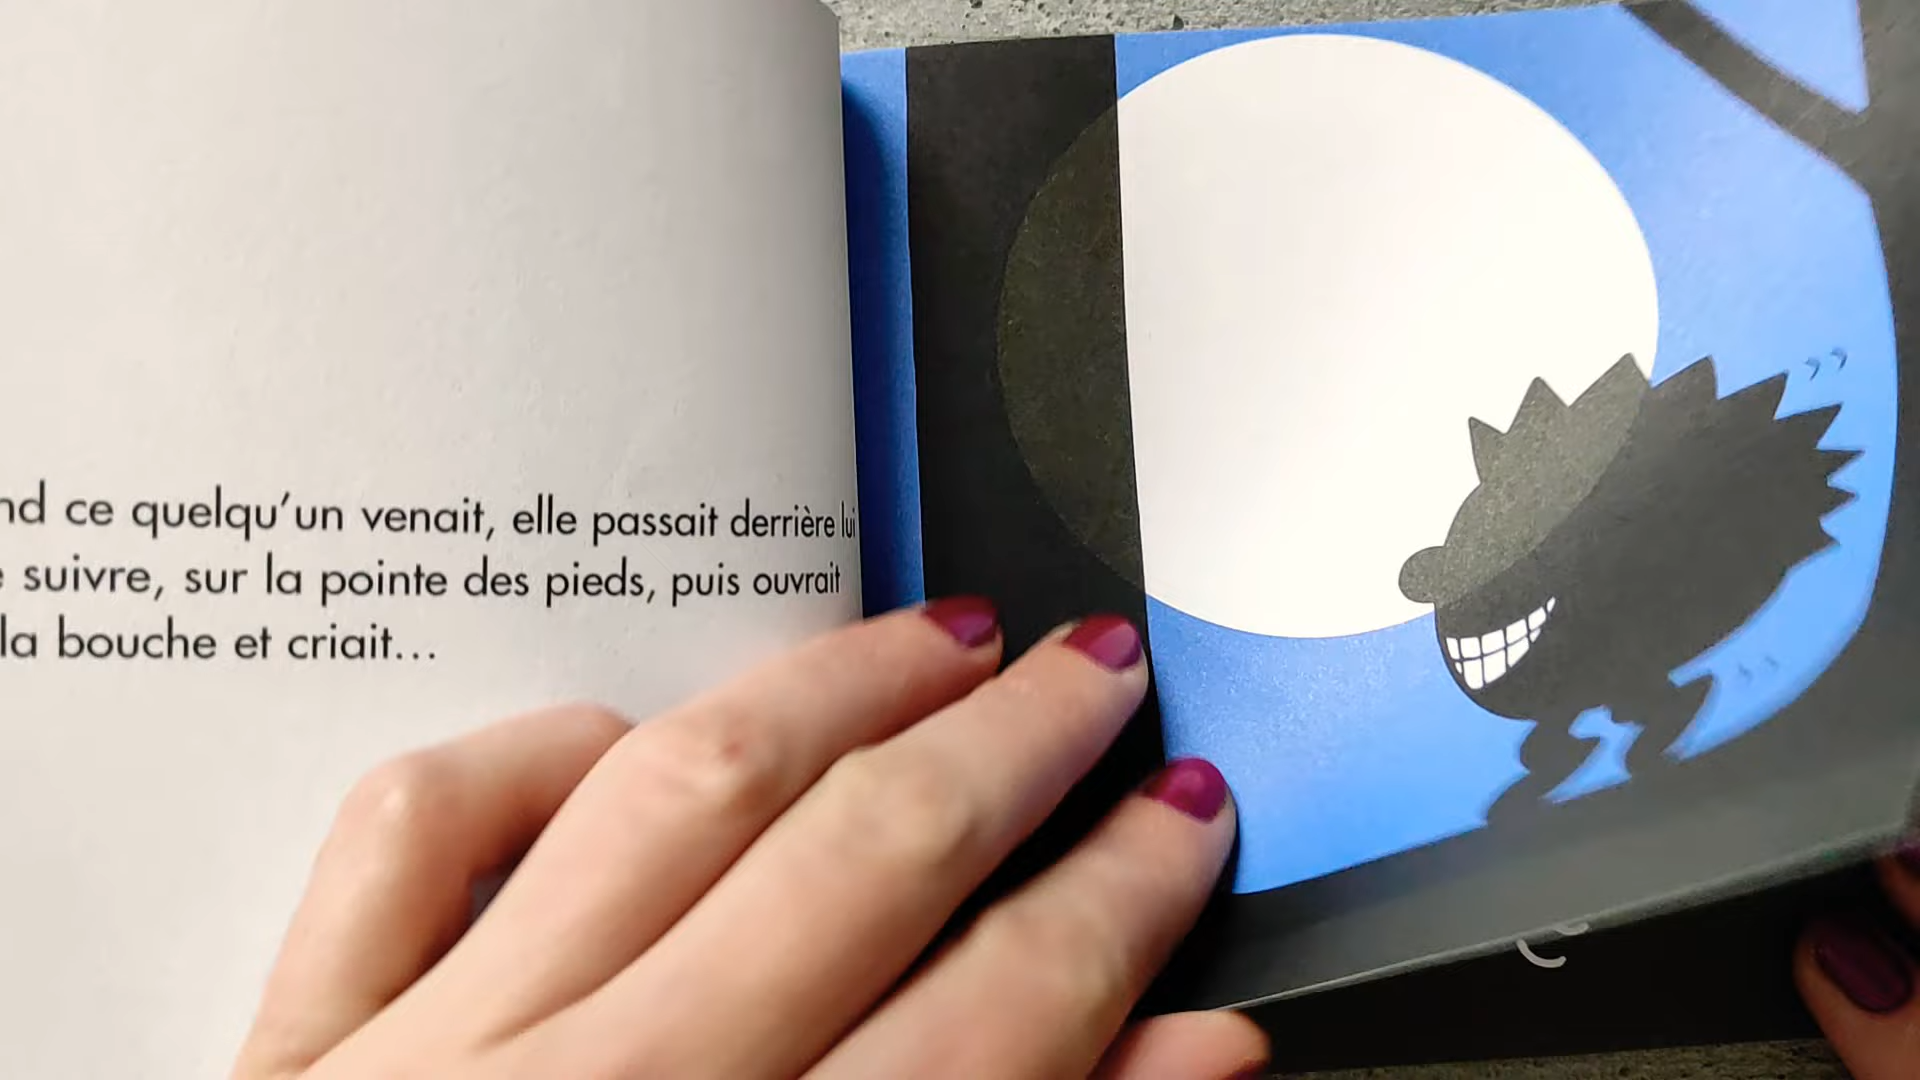 nd ce quelqu'un venait, elle passait derrière lui
suivre, sur la pointe des pieds, puis ouvrait
la bouche et criait...